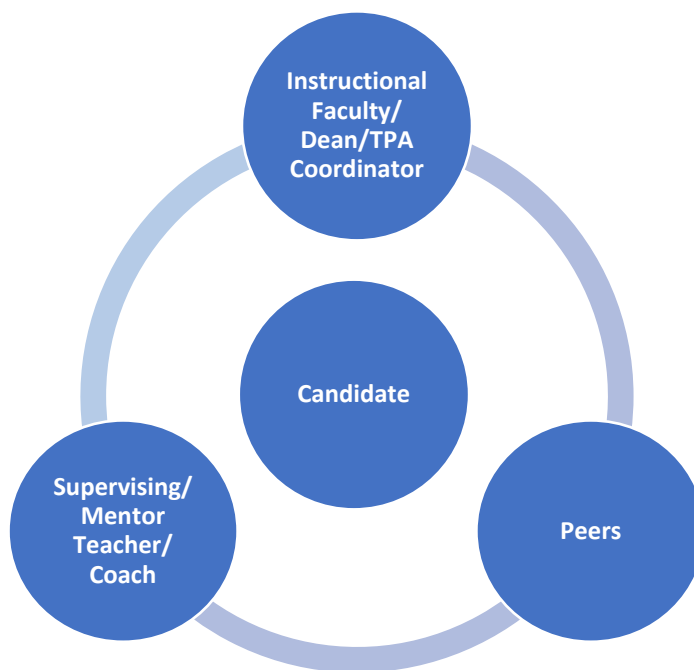 Instructional
Faculty/
Dean/TPA
Coordinator
Candidate
Supervising/
Mentor
Teacher/
Coach
Peers